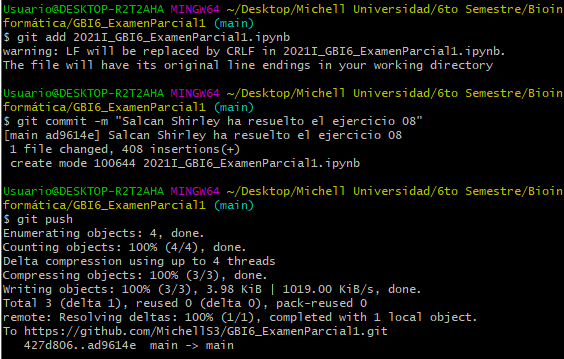 Usuario@DESKTOP-R2T2AHA MINGW64 ~/Desktop/Michell Universidad/6to Semestre/Bioin
formática/GBI6_ExamenParcial1 (main)
$ git add 2021I_GBI6_ExamenParcial1.ipynb
warning: LF will be replaced by CRLF in 2021I_GBI6_ExamenParcial1.ipynb.
The file will have its original line endings in your working directory
Usuario@DESKTOP-R2T2AHA MINGW64 ~/Desktop/Michell Universidad/6to Semestre/Bioin
formática/GBI6_ExamenParcial1 (main)
$ git commit -m "Salcan Shirley ha resuelto el ejercicio 08"
[main ad9614e] Salcan Shirley ha resuelto el ejercicio 08
1 file changed, 408 insertions(+)
create mode 100644 2021I_GBI6_ExamenParcial1.ipynb
Usuario@DESKTOP-R2T2AHA MINGW64 ~/Desktop/Michell Universidad/6to Semestre/Bioin
formática/GBI6_ExamenParcial1 (main)
$ git push
Enumerating objects: 4, done.
Counting objects: 100% (4/4), done.
Delta compression using up to 4 threads
Compressing objects: 100% (3/3), done.
Writing objects: 100% (3/3), 3.98 KiB | 1019.00 KiB/s, done.
Total 3 (delta 1), reused 0 (delta 0), pack-reused 0
remote: Resolving deltas: 100% (1/1), completed with 1 local object.
To https://github.com/MichellS3/GBI6_ExamenParcial1.git
427d806..ad9614e  main -> main